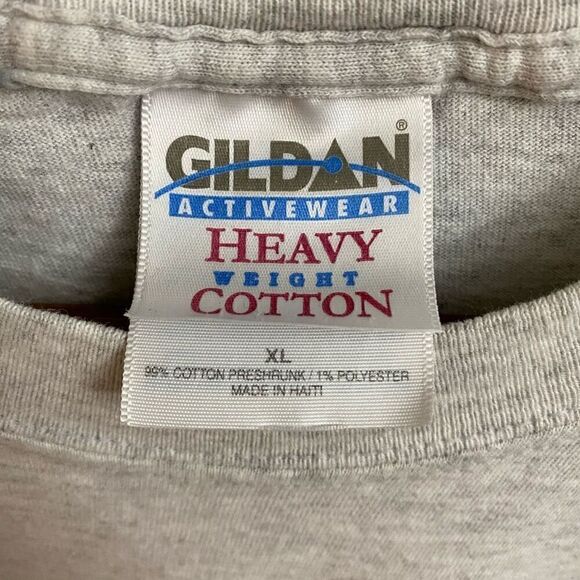 GILDAN®
ACTIVEWEAR
HEAVY
WEIGHT
COTTON
XL
99% COTTON PRESHRUNK / 1% POLYESTER
MADE IN HAITI